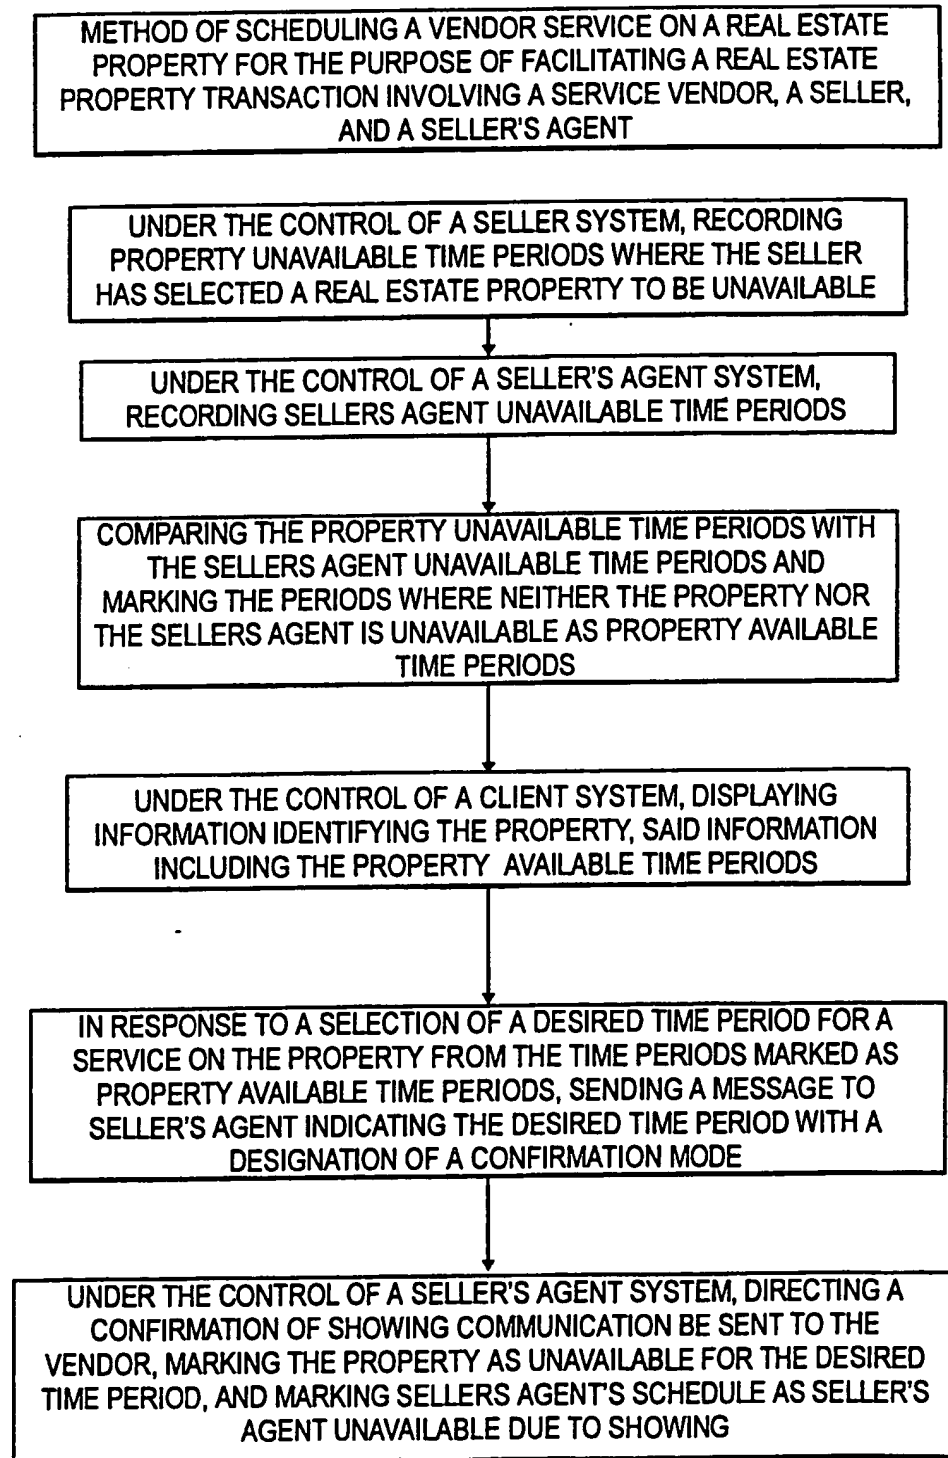 METHOD OF SCHEDULING A VENDOR SERVICE ON A REAL ESTATE
PROPERTY FOR THE PURPOSE OF FACILITATING A REAL ESTATE
PROPERTY TRANSACTION INVOLVING A SERVICE VENDOR, A SELLER,
AND A SELLER'S AGENT
UNDER THE CONTROL OF A SELLER SYSTEM, RECORDING
PROPERTY UNAVAILABLE TIME PERIODS WHERE THE SELLER
HAS SELECTED A REAL ESTATE PROPERTY TO BE UNAVAILABLE
UNDER THE CONTROL OF A SELLER'S AGENT SYSTEM,
RECORDING SELLERS AGENT UNAVAILABLE TIME PERIODS
COMPARING THE PROPERTY UNAVAILABLE TIME PERIODS WITH
THE SELLERS AGENT UNAVAILABLE TIME PERIODS AND
MARKING THE PERIODS WHERE NEITHER THE PROPERTY NOR
THE SELLERS AGENT IS UNAVAILABLE AS PROPERTY AVAILABLE
TIME PERIODS
UNDER THE CONTROL OF A CLIENT SYSTEM, DISPLAYING
INFORMATION IDENTIFYING THE PROPERTY, SAID INFORMATION
INCLUDING THE PROPERTY AVAILABLE TIME PERIODS
IN RESPONSE TO A SELECTION OF A DESIRED TIME PERIOD FOR A
SERVICE ON THE PROPERTY FROM THE TIME PERIODS MARKED AS
PROPERTY AVAILABLE TIME PERIODS, SENDING A MESSAGE TO
SELLER'S AGENT INDICATING THE DESIRED TIME PERIOD WITH A
DESIGNATION OF A CONFIRMATION MODE
UNDER THE CONTROL OF A SELLER'S AGENT SYSTEM, DIRECTING A
CONFIRMATION OF SHOWING COMMUNICATION BE SENT TO THE
VENDOR, MARKING THE PROPERTY AS UNAVAILABLE FOR THE DESIRED
TIME PERIOD, AND MARKING SELLERS AGENT'S SCHEDULE AS SELLER'S
AGENT UNAVAILABLE DUE TO SHOWING